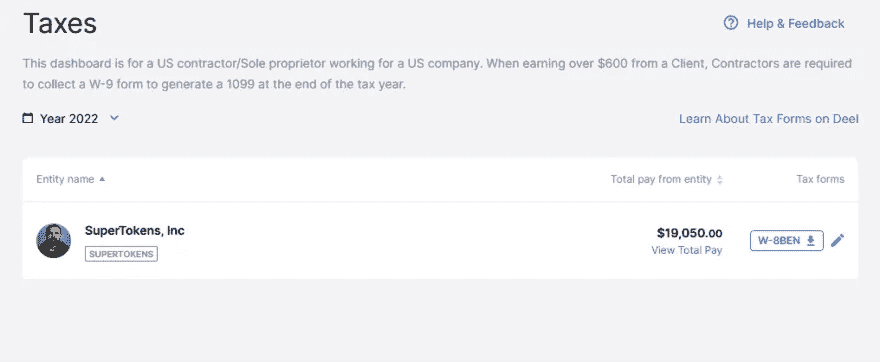 Taxes
Help & Feedback
This dashboard is for a US contractor/Sole proprietor working for a US company. When earning over $600 from a Client, Contractors are required
to collect a W-9 form to generate a 1099 at the end of the tax year.
Year 2022
Learn About Tax Forms on Deel
Entity name Total pay from entity Tax forms
SuperTokens, Inc
SUPERTOKENS
$19,050.00
View Total Pay
W-8BEN